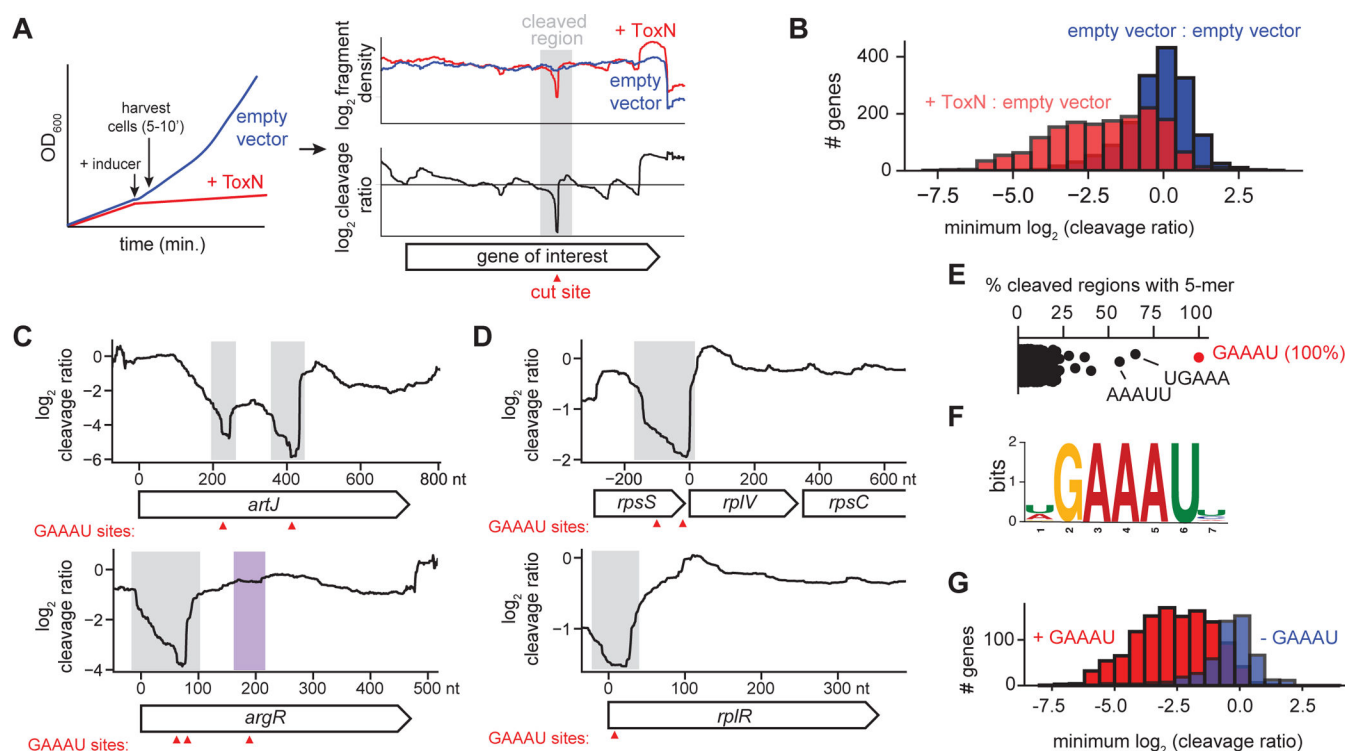 A
OD600
harvest
cells (5-10')
+ inducer
empty
vector
+ ToxN
time (min.)
cleaved
region
+ ToxN
log2 fragment
density
empty
vector
log2 cleavage
ratio
gene of interest
cut site
B
empty vector : empty vector
+ ToxN : empty vector
# genes
400
200
0
-7.5 -5.0 -2.5 0.0 2.5
minimum log2 (cleavage ratio)
C
log2
cleavage ratio
0
−2
−4
−6
0 200 400 600 800 nt
artJ
GAAAU sites:
log2
cleavage ratio
0
−2
−4
0 100 200 300 400 500 nt
argR
GAAAU sites:
D
log2
cleavage ratio
0
−1
−2
−200 0 200 400 600 nt
rpsS rplV rpsC
GAAAU sites:
log2
cleavage ratio
0
−1
0 100 200 300 nt
rplR
GAAAU sites:
E
% cleaved regions with 5-mer
0 25 50 75 100
GAAAU (100%)
UGAAA
AAAUU
F
bits
2
1
0
GAAAU
1 2 3 4 5 6 7
G
+ GAAAU
- GAAAU
# genes
100
0
-7.5 -5.0 -2.5 0.0 2.5
minimum log2 (cleavage ratio)